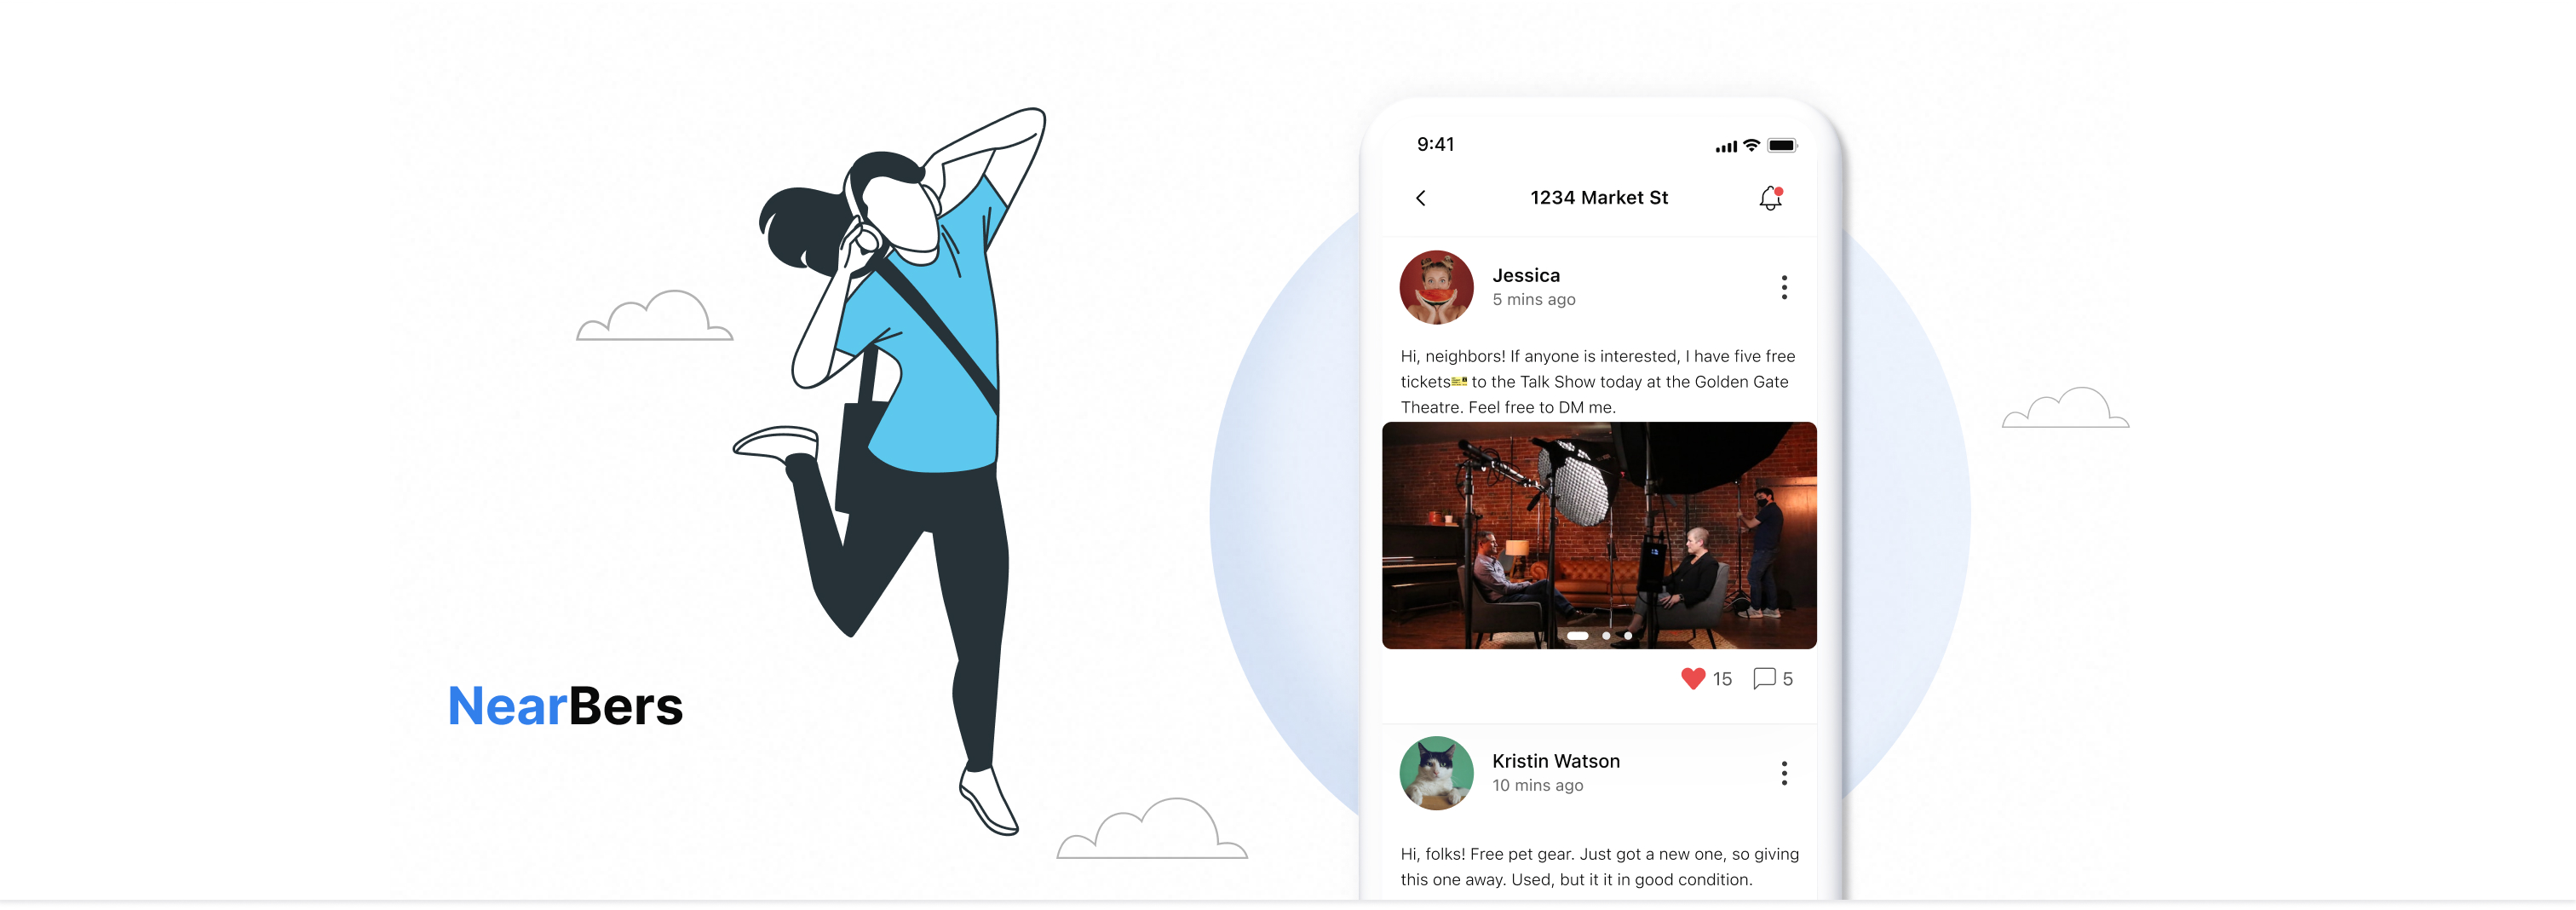 NearBers
9:41
1234 Market St
Jessica
5 mins ago
Hi, neighbors! If anyone is interested, I have five free
tickets🎫 to the Talk Show today at the Golden Gate
Theatre. Feel free to DM me.
15 5
Kristin Watson
10 mins ago
Hi, folks! Free pet gear. Just got a new one, so giving
this one away. Used, but it it in good condition.